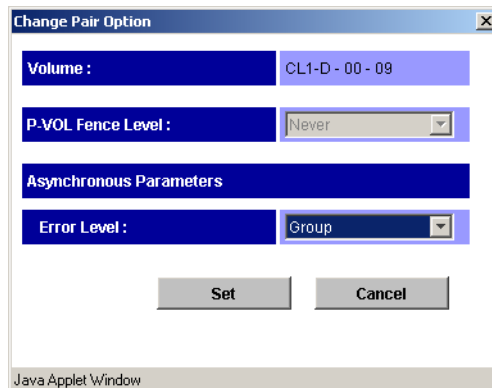 Change Pair Option
Volume : CL1-D - 00 - 09
P-VOL Fence Level : Never
Asynchronous Parameters
Error Level : Group
Set Cancel
Java Applet Window